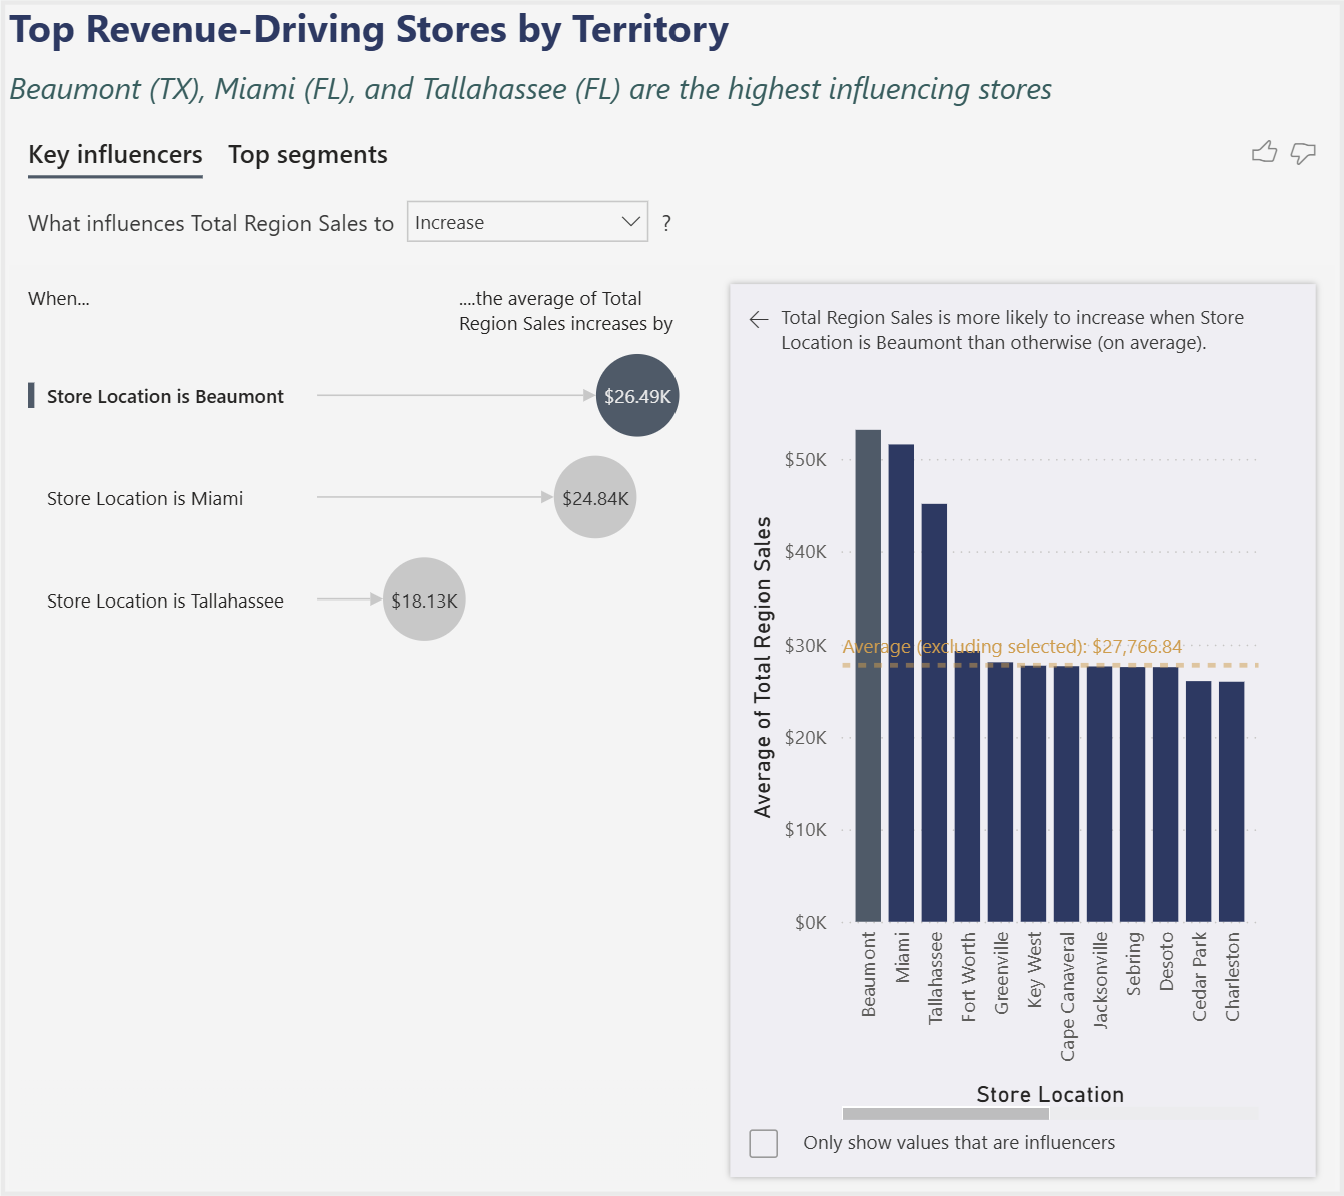 Top Revenue-Driving Stores by Territory
Beaumont (TX), Miami (FL), and Tallahassee (FL) are the highest influencing stores
Key influencers
Top segments
What influences Total Region Sales to
Increase
?
When...
....the average of Total
Region Sales increases by
Store Location is Beaumont
$26.49K
Store Location is Miami
$24.84K
Store Location is Tallahassee
$18.13K
Total Region Sales is more likely to increase when Store
Location is Beaumont than otherwise (on average).
Average of Total Region Sales
$50K
$40K
$30K
$20K
$10K
$0K
Average (excluding selected): $27,766.84
Beaumont
Miami
Tallahassee
Fort Worth
Greenville
Key West
Cape Canaveral
Jacksonville
Sebring
Desoto
Cedar Park
Charleston
Store Location
Only show values that are influencers